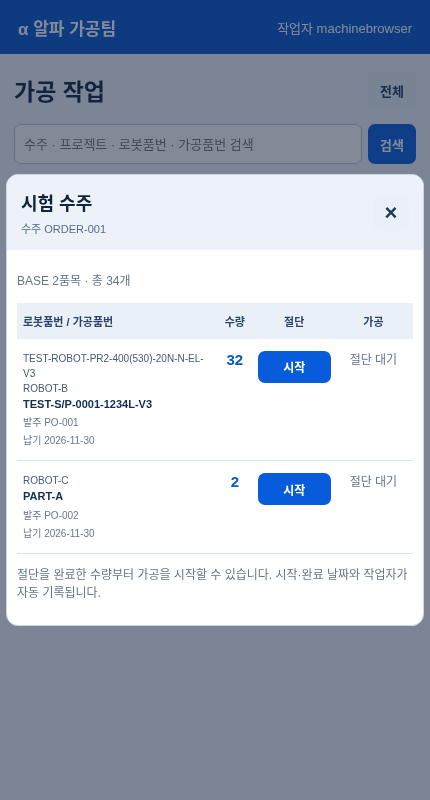 α 알파 가공팀
작업자 machinebrowser
가공 작업
전체
수주 · 프로젝트 · 로봇품번 · 가공품번 검색
검색
시험 수주
수주 ORDER-001
×
BASE 2품목 · 총 34개
로봇품번 / 가공품번 수량 절단 가공
TEST-ROBOT-PR2-400(530)-20N-N-EL-
V3
ROBOT-B
TEST-S/P-0001-1234L-V3
발주 PO-001
납기 2026-11-30
32
시작
절단 대기
ROBOT-C
PART-A
발주 PO-002
납기 2026-11-30
2
시작
절단 대기
절단을 완료한 수량부터 가공을 시작할 수 있습니다. 시작·완료 날짜와 작업자가
자동 기록됩니다.